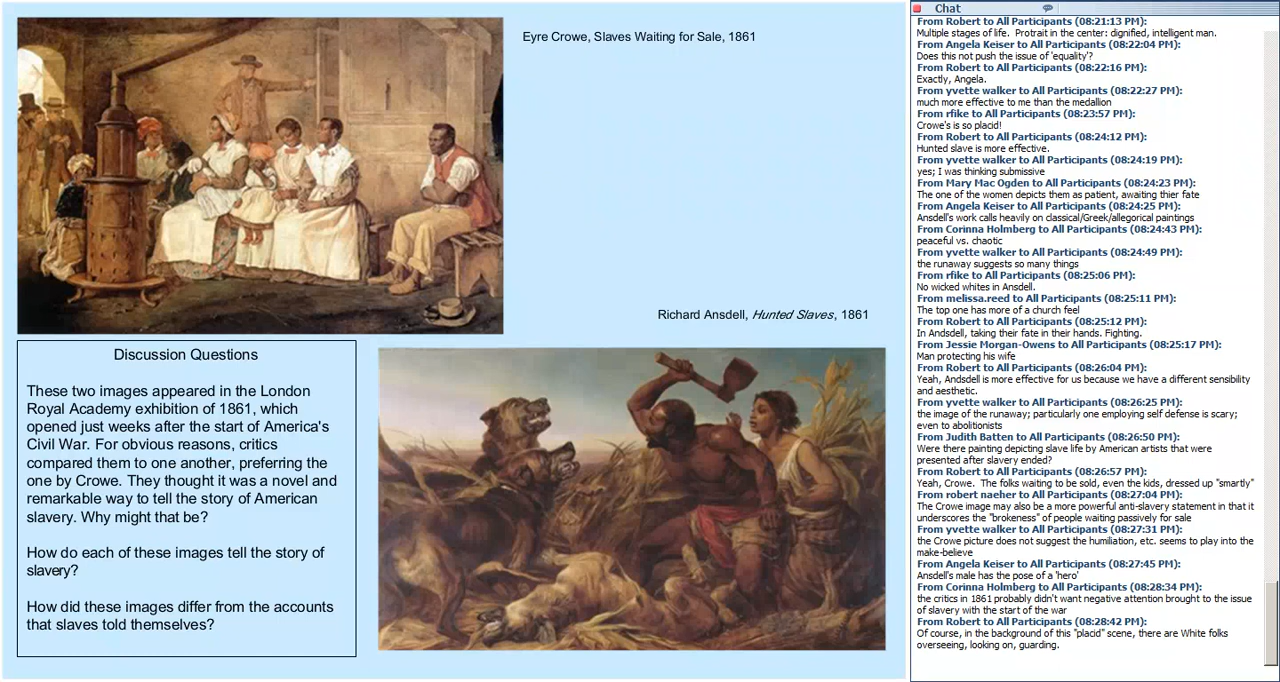 Eyre Crowe, Slaves Waiting for Sale, 1861
Richard Ansdell, Hunted Slaves, 1861
Discussion Questions
These two images appeared in the London
Royal Academy exhibition of 1861, which
opened just weeks after the start of America's
Civil War. For obvious reasons, critics
compared them to one another, preferring the
one by Crowe. They thought it was a novel and
remarkable way to tell the story of American
slavery. Why might that be?
How do each of these images tell the story of
slavery?
How did these images differ from the accounts
that slaves told themselves?
Chat
From Robert to All Participants (08:21:13 PM):
Multiple stages of life. Protrait in the center: dignified, intelligent man.
From Angela Keiser to All Participants (08:22:04 PM):
Does this not push the issue of 'equality'?
From Robert to All Participants (08:22:16 PM):
Exactly, Angela.
From yvette walker to All Participants (08:22:27 PM):
much more effective to me than the medallion
From rfike to All Participants (08:23:57 PM):
Crowe's is so placid!
From Robert to All Participants (08:24:12 PM):
Hunted slave is more effective.
From yvette walker to All Participants (08:24:19 PM):
yes; I was thinking submissive
From Mary Mac Ogden to All Participants (08:24:23 PM):
The one of the women depicts them as patient, awaiting thier fate
From Angela Keiser to All Participants (08:24:25 PM):
Ansdell's work calls heavily on classical/Greek/allegorical paintings
From Corinna Holmberg to All Participants (08:24:43 PM):
peaceful vs. chaotic
From yvette walker to All Participants (08:24:49 PM):
the runaway suggests so many things
From rfike to All Participants (08:25:06 PM):
No wicked whites in Ansdell.
From melissa.reed to All Participants (08:25:11 PM):
The top one has more of a church feel
From Robert to All Participants (08:25:12 PM):
In Andsdell, taking their fate in their hands. Fighting.
From Jessie Morgan-Owens to All Participants (08:25:17 PM):
Man protecting his wife
From Robert to All Participants (08:26:04 PM):
Yeah, Andsdell is more effective for us because we have a different sensibility
and aesthetic.
From yvette walker to All Participants (08:26:25 PM):
the image of the runaway; particularly one employing self defense is scary;
even to abolitionists
From Judith Batten to All Participants (08:26:50 PM):
Were there painting depicting slave life by American artists that were
presented after slavery ended?
From Robert to All Participants (08:26:57 PM):
Yeah, Crowe. The folks waiting to be sold, even the kids, dressed up "smartly"
From robert naeher to All Participants (08:27:04 PM):
The Crowe image may also be a more powerful anti-slavery statement in that it
underscores the "brokeness" of people waiting passively for sale
From yvette walker to All Participants (08:27:31 PM):
the Crowe picture does not suggest the humiliation, etc. seems to play into the
make-believe
From Angela Keiser to All Participants (08:27:45 PM):
Ansdell's male has the pose of a 'hero'
From Corinna Holmberg to All Participants (08:28:34 PM):
the critics in 1861 probably didn't want negative attention brought to the issue
of slavery with the start of the war
From Robert to All Participants (08:28:42 PM):
Of course, in the background of this "placid" scene, there are White folks
overseeing, looking on, guarding.